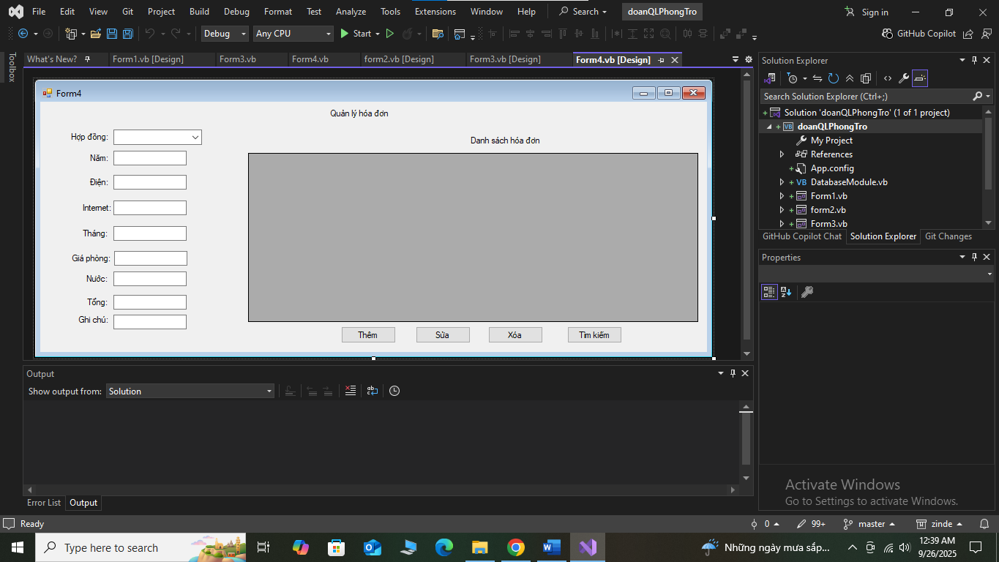 File Edit View Git Project Build Debug Format Test Analyze Tools Extensions Window Help Search doanQLPhongTro Sign in
Debug Any CPU Start GitHub Copilot
Toolbox
What's New? Form1.vb [Design] Form3.vb Form4.vb form2.vb [Design] Form3.vb [Design] Form4.vb [Design]
Form4
Quản lý hóa đơn
Hợp đồng:
Danh sách hóa đơn
Năm:
Điện:
Internet:
Tháng:
Giá phòng:
Nước:
Tổng:
Ghi chú:
Thêm Sửa Xóa Tìm kiếm
Output
Show output from: Solution
Error List Output
Solution Explorer
Search Solution Explorer (Ctrl+;)
Solution 'doanQLPhongTro' (1 of 1 project)
VB doanQLPhongTro
My Project
References
App.config
VB DatabaseModule.vb
Form1.vb
form2.vb
Form3.vb
GitHub Copilot Chat Solution Explorer Git Changes
Properties
Activate Windows
Go to Settings to activate Windows.
Ready 0 99+ master zinde
Type here to search Những ngày mưa sắp... 12:39 AM
9/26/2025